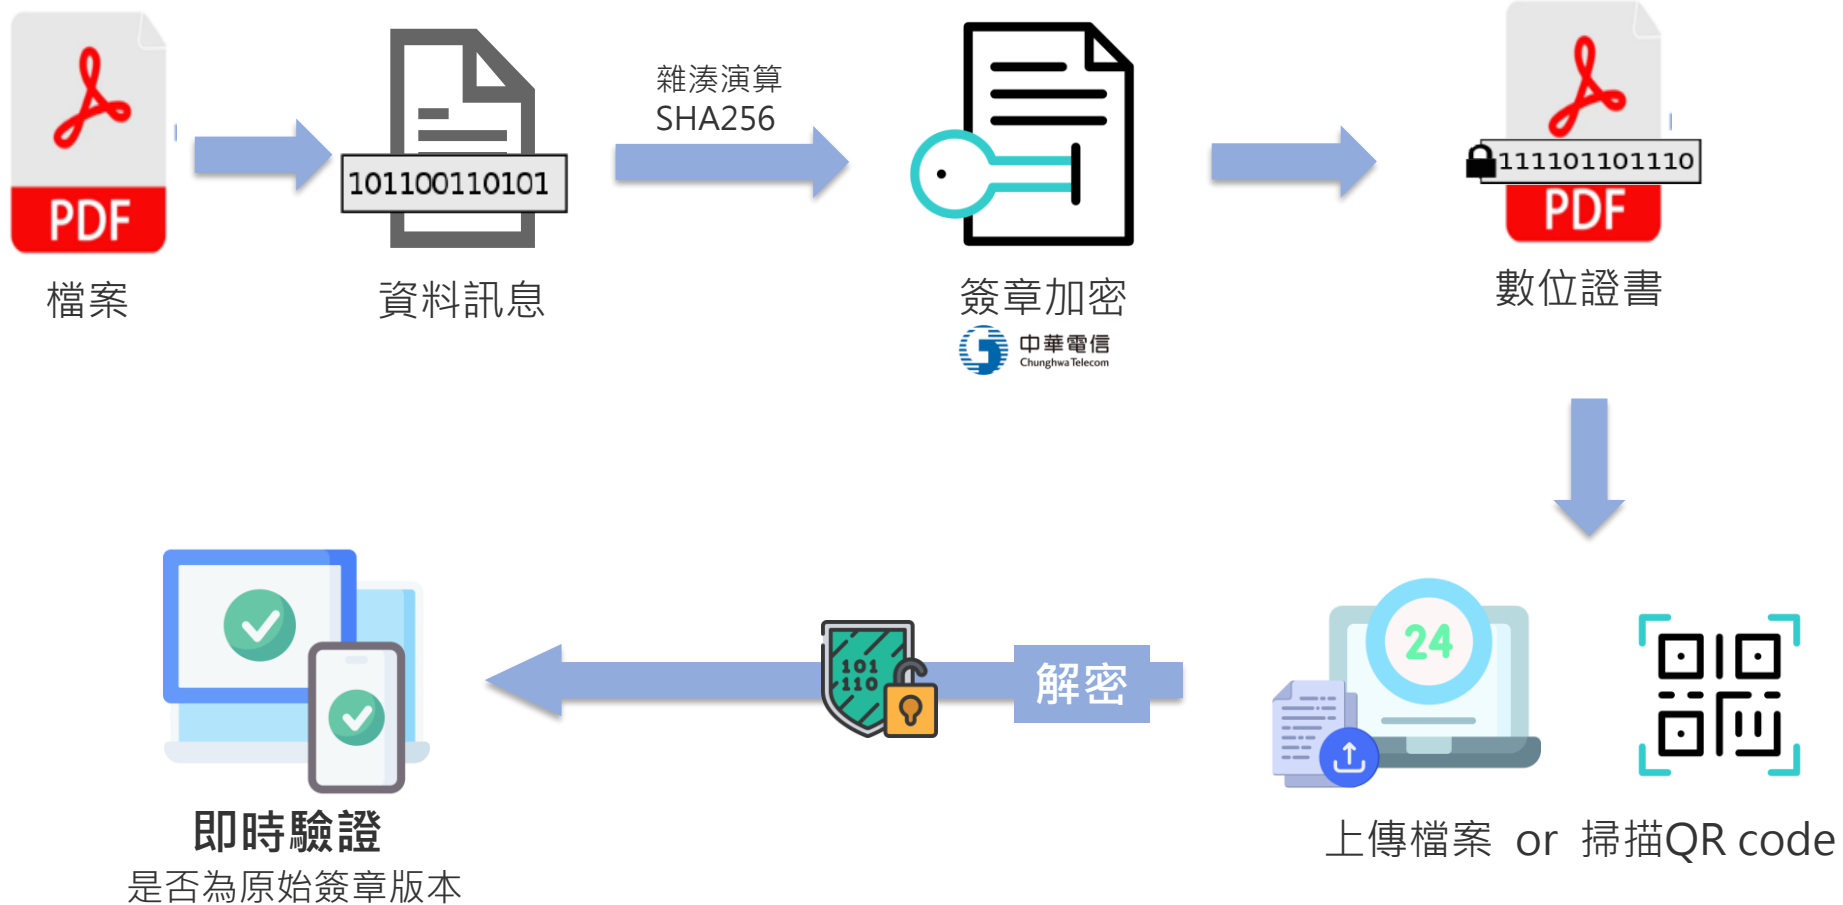 PDF
檔案
101100110101
資料訊息
雜湊演算
SHA256
簽章加密
中華電信
Chunghwa Telecom
111101101110
PDF
數位證書
24
上傳檔案 or 掃描QR code
解密
101
110
即時驗證
是否為原始簽章版本